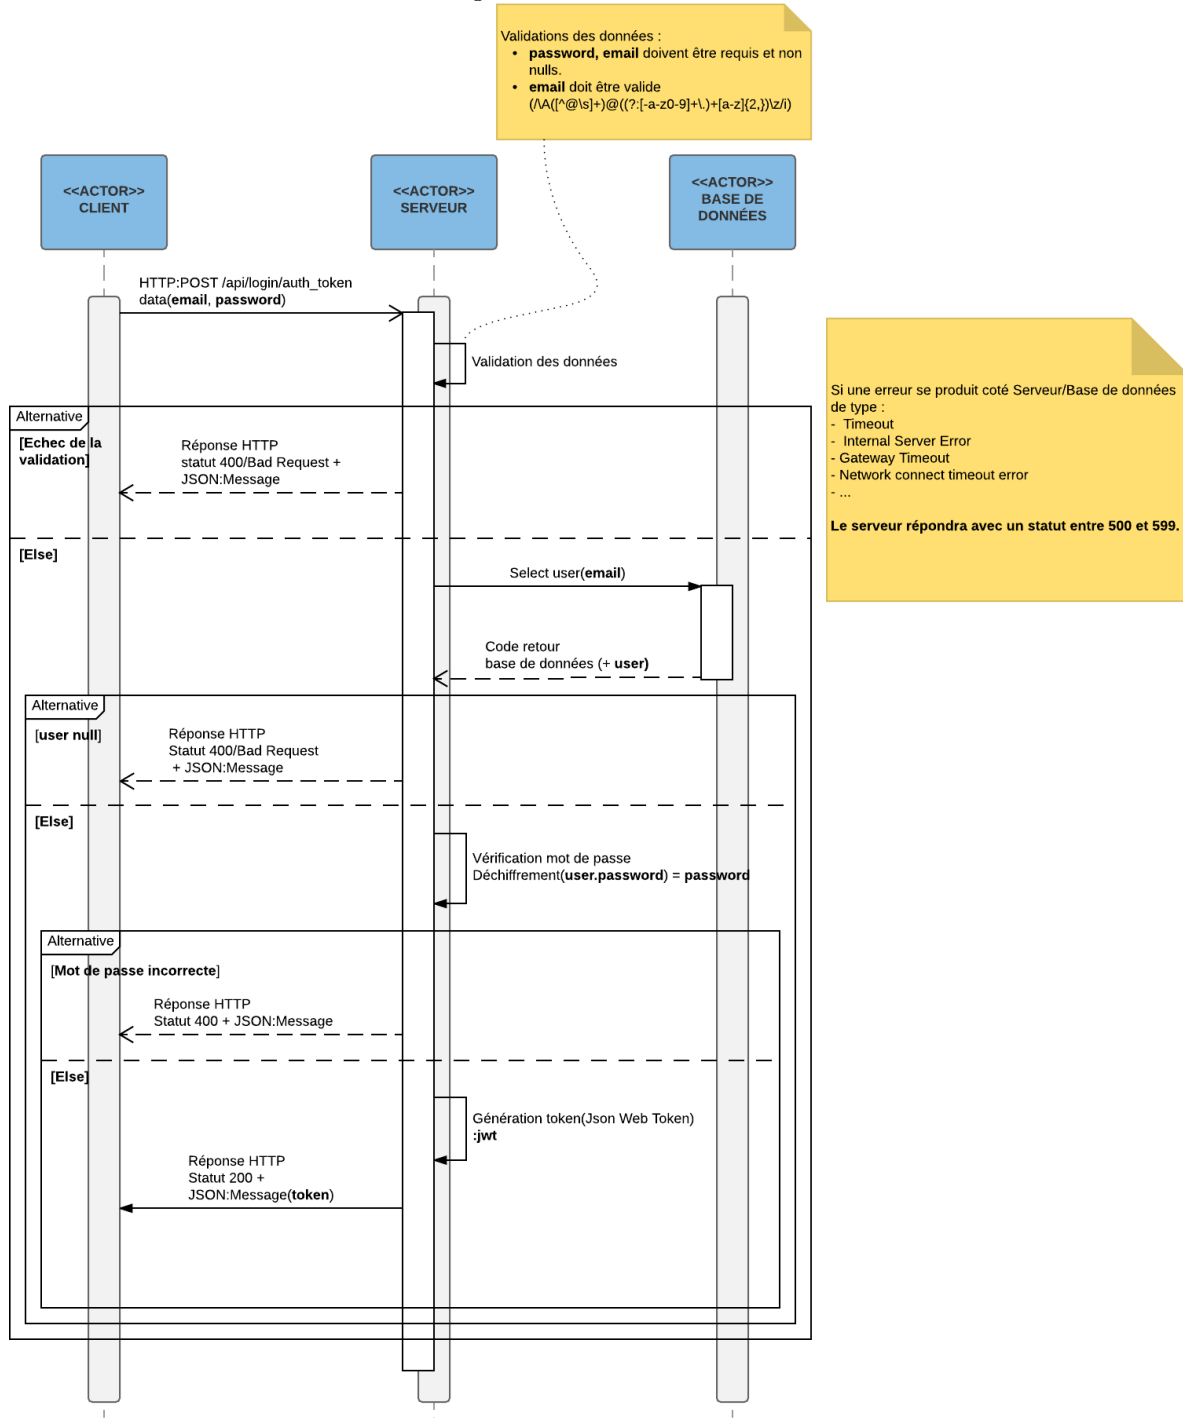 Validations des données :
• password, email doivent être requis et non
nulls.
• email doit être valide
(/\A([^@\s]+)@((?:[-a-z0-9]+\.)+[a-z]{2,})\z/i)
<<ACTOR>>
CLIENT
<<ACTOR>>
SERVEUR
<<ACTOR>>
BASE DE
DONNÉES
HTTP:POST /api/login/auth_token
data(email, password)
Validation des données
Si une erreur se produit coté Serveur/Base de données
de type :
- Timeout
- Internal Server Error
- Gateway Timeout
- Network connect timeout error
- ...
Le serveur répondra avec un statut entre 500 et 599.
Alternative
[Echec de la
validation]
Réponse HTTP
statut 400/Bad Request +
JSON:Message
[Else]
Select user(email)
Code retour
base de données (+ user)
Alternative
[user null]
Réponse HTTP
Statut 400/Bad Request
+ JSON:Message
[Else]
Vérification mot de passe
Déchiffrement(user.password) = password
Alternative
[Mot de passe incorrecte]
Réponse HTTP
Statut 400 + JSON:Message
[Else]
Génération token(Json Web Token)
:jwt
Réponse HTTP
Statut 200 +
JSON:Message(token)